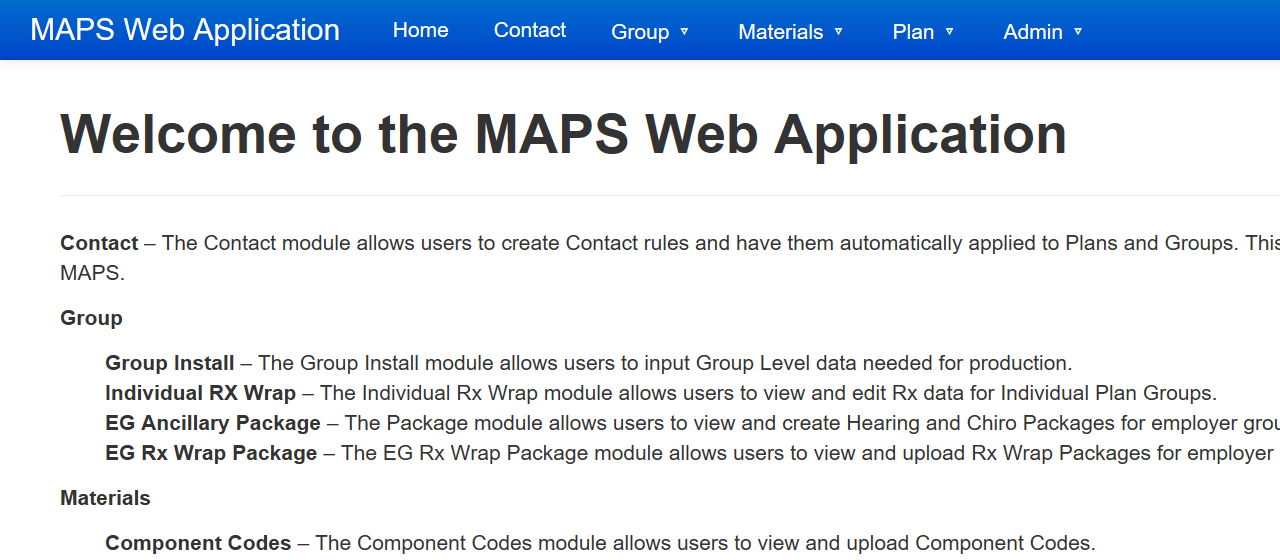 MAPS Web Application Home Contact Group Materials Plan Admin
Welcome to the MAPS Web Application
Contact – The Contact module allows users to create Contact rules and have them automatically applied to Plans and Groups. This
MAPS.
Group
Group Install – The Group Install module allows users to input Group Level data needed for production.
Individual RX Wrap – The Individual Rx Wrap module allows users to view and edit Rx data for Individual Plan Groups.
EG Ancillary Package – The Package module allows users to view and create Hearing and Chiro Packages for employer
EG Rx Wrap Package – The EG Rx Wrap Package module allows users to view and upload Rx Wrap Packages for employer
Materials
Component Codes – The Component Codes module allows users to view and upload Component Codes.